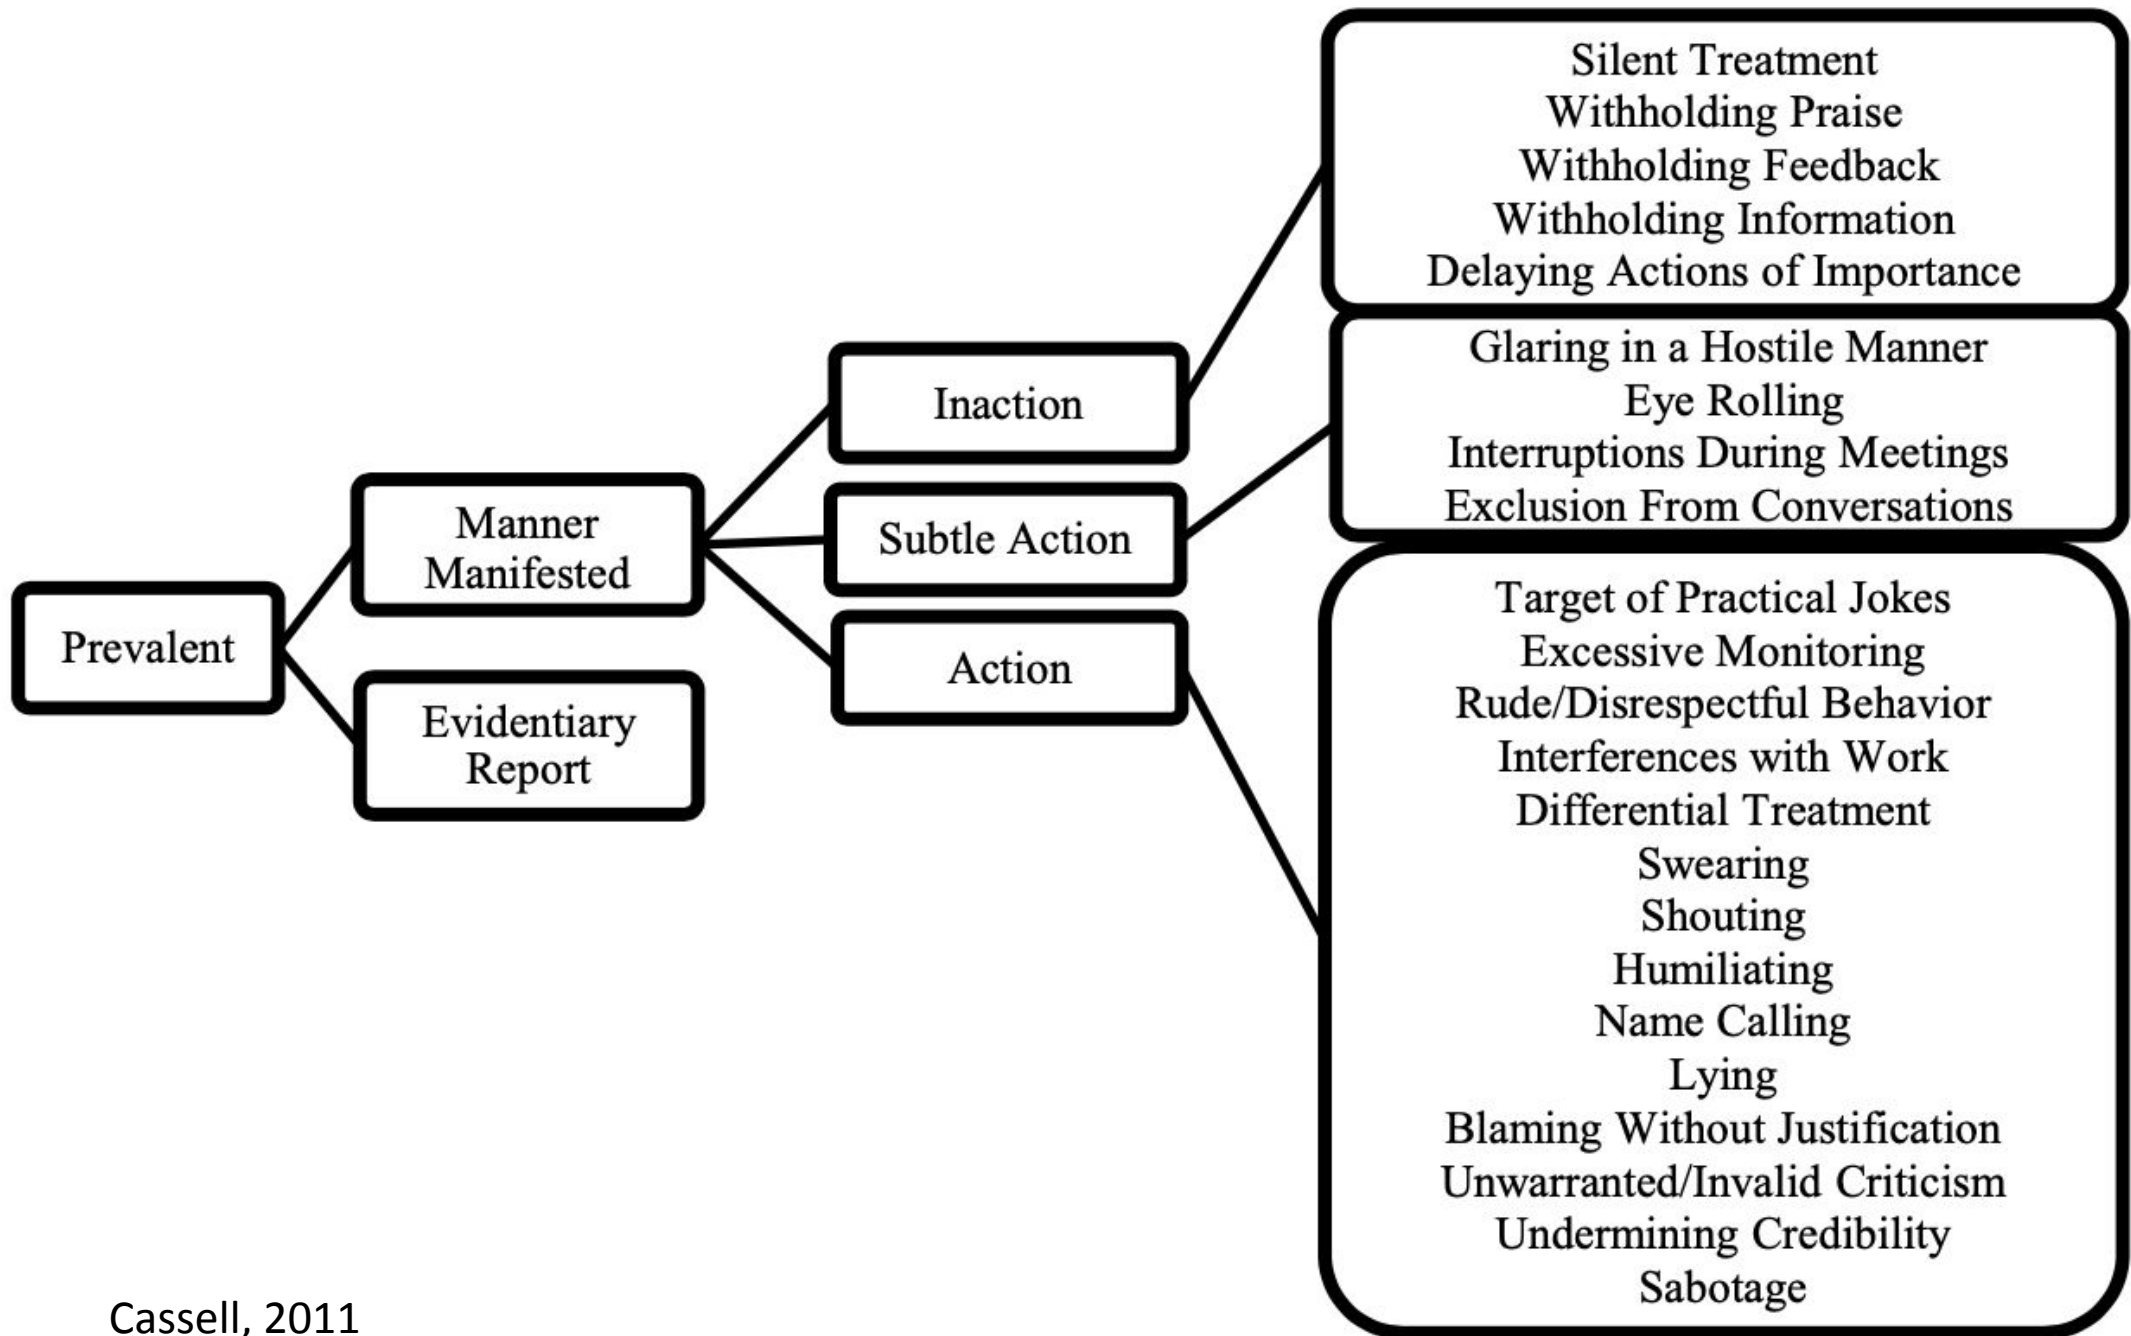 Prevalent
Manner
Manifested
Evidentiary
Report
Inaction
Subtle Action
Action
Silent Treatment
Withholding Praise
Withholding Feedback
Withholding Information
Delaying Actions of Importance
Glaring in a Hostile Manner
Eye Rolling
Interruptions During Meetings
Exclusion From Conversations
Target of Practical Jokes
Excessive Monitoring
Rude/Disrespectful Behavior
Interferences with Work
Differential Treatment
Swearing
Shouting
Humiliating
Name Calling
Lying
Blaming Without Justification
Unwarranted/Invalid Criticism
Undermining Credibility
Sabotage
Cassell, 2011